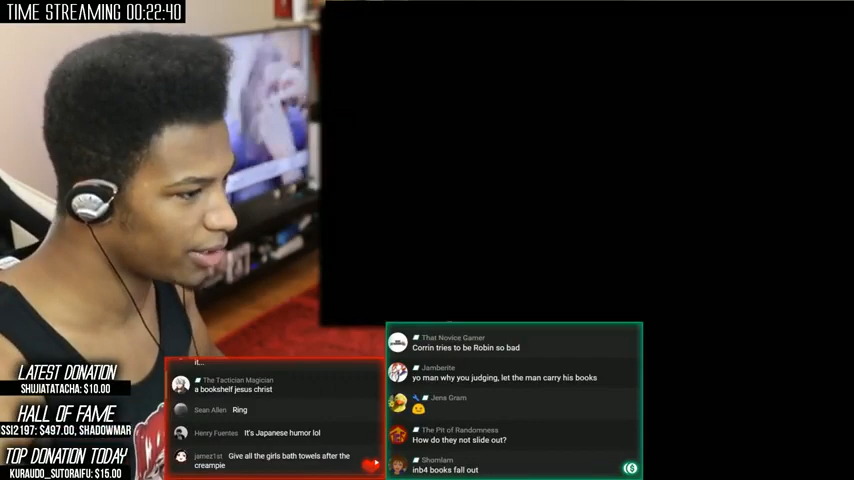 TIME STREAMING 00:22:40
LATEST DONATION
SHUJIATATACHA: $10.00
HALL OF FAME
SSI2197: $497.00, SHADOWMAR
TOP DONATION TODAY
KURAUDO_SUTORAIFU: $15.00
it...
The Tactician Magician
a bookshelf jesus christ
Sean Allen Ring
Henry Fuentes It's Japanese humor lol
jamez1st Give all the girls bath towels after the
creampie
That Novice Gamer
Corrin tries to be Robin so bad
Jamberite
yo man why you judging, let the man carry his books
Jena Gram
The Pit of Randomness
How do they not slide out?
Shomlam
inb4 books fall out